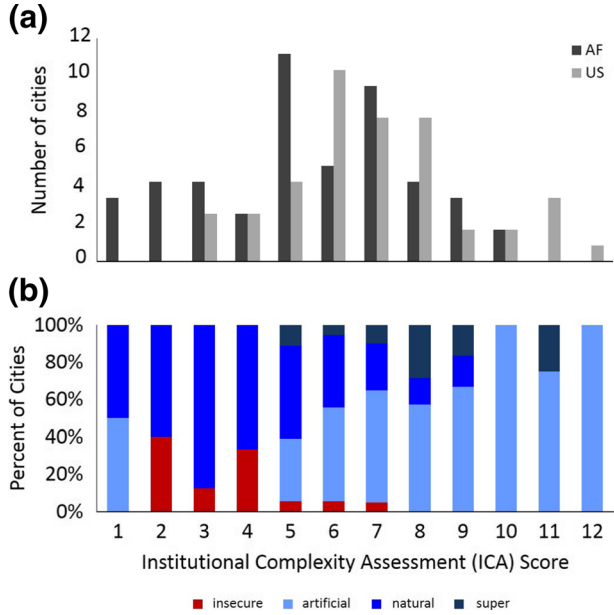 (a)
Number of cities
12
10
8
6
4
2
0
AF
US
(b)
Percent of Cities
100%
80%
60%
40%
20%
0%
1 2 3 4 5 6 7 8 9 10 11 12
Institutional Complexity Assessment (ICA) Score
insecure artificial natural super